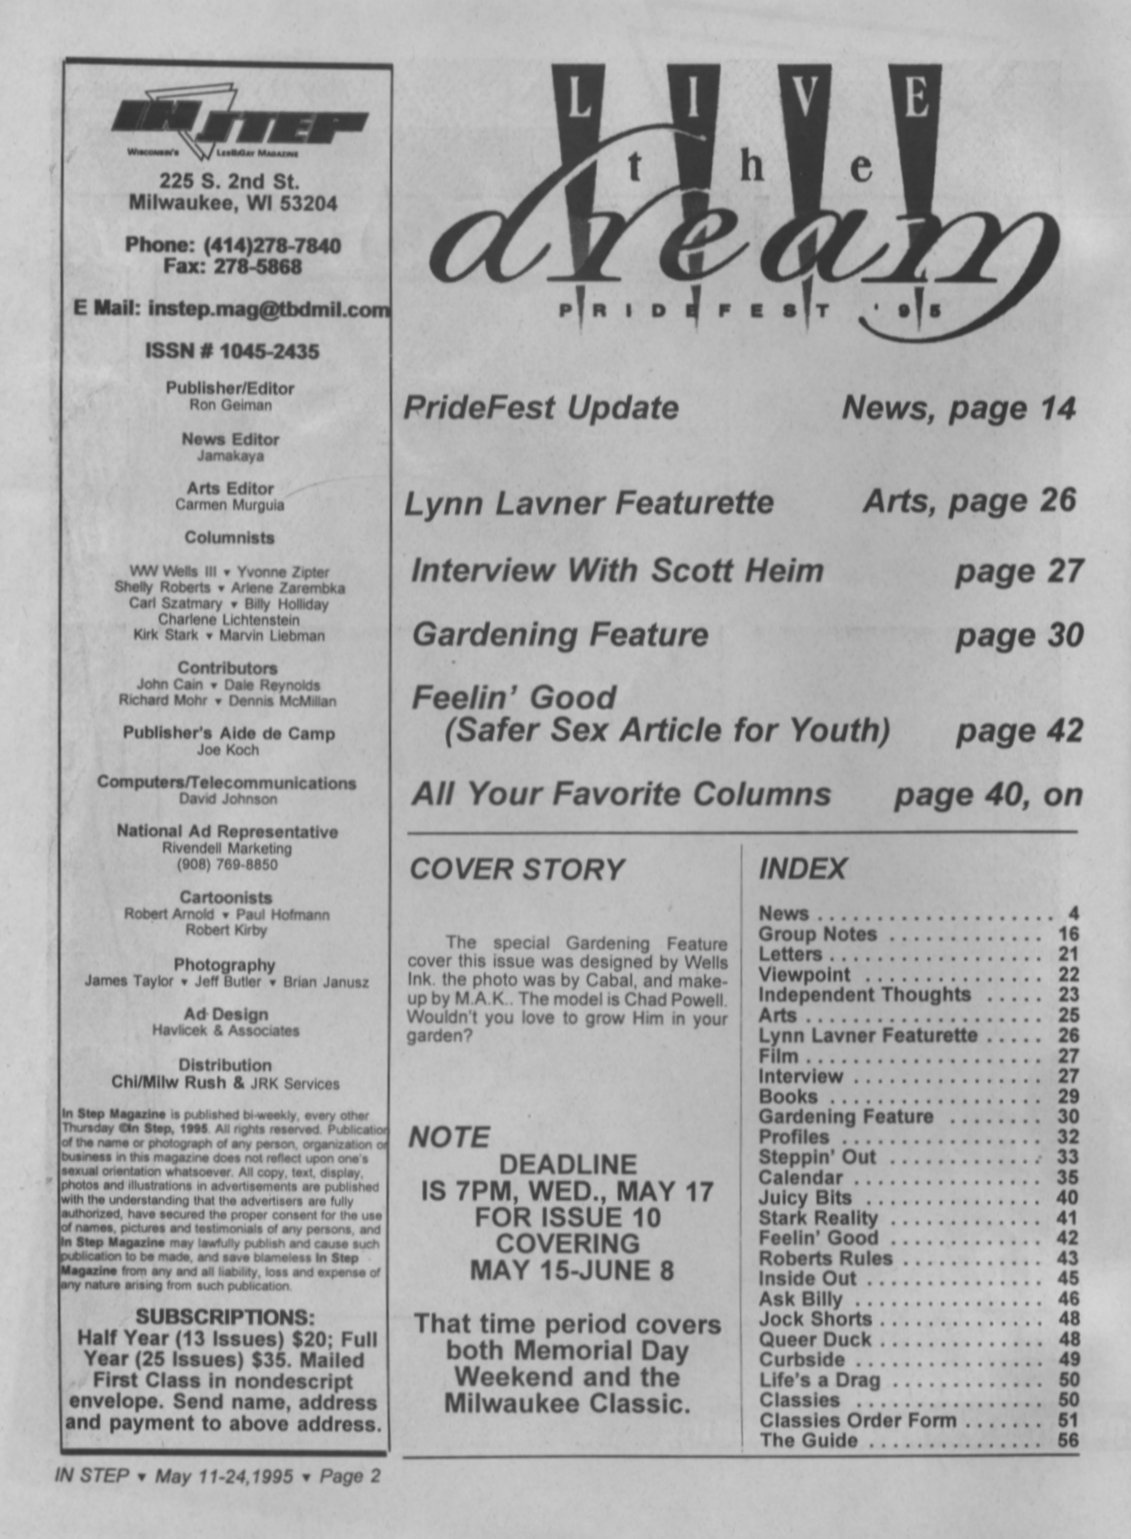 IN STEP
WISCONSIN'S LESBIGAY MAGAZINE
225 S. 2nd St.
Milwaukee, WI 53204
Phone: (414)278-7840
Fax: 278-5868
E Mail: instep.mag@tbdmil.com
ISSN # 1045-2435
Publisher/Editor
Ron Geiman
News Editor
Jamakaya
Arts Editor
Carmen Murguia
Columnists
WW Wells III ▾ Yvonne Zipter
Shelly Roberts ▾ Arlene Zarembka
Carl Szatmary ▾ Billy Holliday
Charlene Lichtenstein
Kirk Stark ▾ Marvin Liebman
Contributors
John Cain ▾ Dale Reynolds
Richard Mohr ▾ Dennis McMillan
Publisher's Aide de Camp
Joe Koch
Computers/Telecommunications
David Johnson
National Ad Representative
Rivendell Marketing
(908) 769-8850
Cartoonists
Robert Arnold ▾ Paul Hofmann
Robert Kirby
Photography
James Taylor ▾ Jeff Butler ▾ Brian Janusz
Ad Design
Havlicek & Associates
Distribution
Chi/Milw Rush & JRK Services
In Step Magazine is published bi-weekly, every other
Thursday ©In Step, 1995. All rights reserved. Publication
of the name or photograph of any person, organization or
business in this magazine does not reflect upon one's
sexual orientation whatsoever. All copy, text, display,
photos and illustrations in advertisements are published
with the understanding that the advertisers are fully
authorized, have secured the proper consent for the use
of names, pictures and testimonials of any persons, and
In Step Magazine may lawfully publish and cause such
publication to be made, and save blameless In Step
Magazine from any and all liability, loss and expense of
any nature arising from such publication.
SUBSCRIPTIONS:
Half Year (13 Issues) $20; Full
Year (25 Issues) $35. Mailed
First Class in nondescript
envelope. Send name, address
and payment to above address.
LIVE
the
dream
PRIDEFEST '95
PrideFest Update News, page 14
Lynn Lavner Featurette Arts, page 26
Interview With Scott Heim page 27
Gardening Feature page 30
Feelin' Good
(Safer Sex Article for Youth) page 42
All Your Favorite Columns page 40, on
COVER STORY
The special Gardening Feature
cover this issue was designed by Wells
Ink. the photo was by Cabal, and make-
up by M.A.K.. The model is Chad Powell.
Wouldn't you love to grow Him in your
garden?
NOTE
DEADLINE
IS 7PM, WED., MAY 17
FOR ISSUE 10
COVERING
MAY 15-JUNE 8
That time period covers
both Memorial Day
Weekend and the
Milwaukee Classic.
INDEX
News . . . . . . . . . . . . . . . . . . . . 4
Group Notes . . . . . . . . . . . . . 16
Letters . . . . . . . . . . . . . . . . . . . 21
Viewpoint . . . . . . . . . . . . . . . 22
Independent Thoughts . . . . . 23
Arts . . . . . . . . . . . . . . . . . . . . 25
Lynn Lavner Featurette . . . . . 26
Film . . . . . . . . . . . . . . . . . . . . 27
Interview . . . . . . . . . . . . . . . . 27
Books . . . . . . . . . . . . . . . . . . 29
Gardening Feature . . . . . . . . 30
Profiles . . . . . . . . . . . . . . . . . 32
Steppin' Out . . . . . . . . . . . . . 33
Calendar . . . . . . . . . . . . . . . . 35
Juicy Bits . . . . . . . . . . . . . . . 40
Stark Reality . . . . . . . . . . . . . 41
Feelin' Good . . . . . . . . . . . . . 42
Roberts Rules . . . . . . . . . . . . 43
Inside Out . . . . . . . . . . . . . . . 45
Ask Billy . . . . . . . . . . . . . . . . 46
Jock Shorts . . . . . . . . . . . . . . 48
Queer Duck . . . . . . . . . . . . . . 48
Curbside . . . . . . . . . . . . . . . . 49
Life's a Drag . . . . . . . . . . . . . 50
Classies . . . . . . . . . . . . . . . . 50
Classies Order Form . . . . . . . 51
The Guide . . . . . . . . . . . . . . . 56
IN STEP ▾ May 11-24,1995 ▾ Page 2